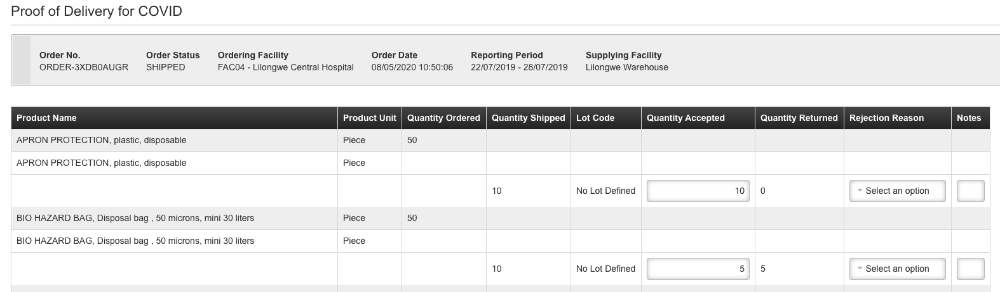 Proof of Delivery for COVID
Order No. Order Status Ordering Facility Order Date Reporting Period Supplying Facility
ORDER-3XDB0AUGR SHIPPED FAC04 - Lilongwe Central Hospital 08/05/2020 10:50:06 22/07/2019 - 28/07/2019 Lilongwe Warehouse
Product Name Product Unit Quantity Ordered Quantity Shipped Lot Code Quantity Accepted Quantity Returned Rejection Reason Notes
APRON PROTECTION, plastic, disposable Piece 50
APRON PROTECTION, plastic, disposable Piece
10 No Lot Defined 10 0 Select an option
BIO HAZARD BAG, Disposal bag , 50 microns, mini 30 liters Piece 50
BIO HAZARD BAG, Disposal bag , 50 microns, mini 30 liters Piece
10 No Lot Defined 5 5 Select an option